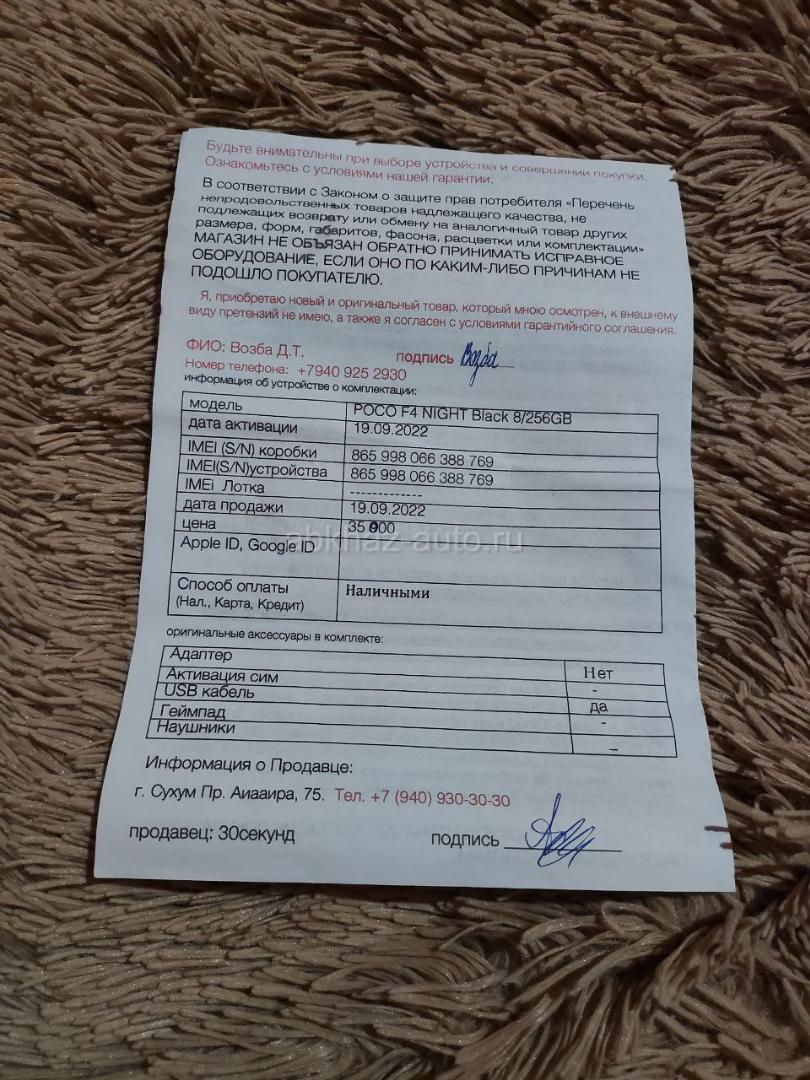 Будьте внимательны при выборе устройства и совершении покупки.
Ознакомьтесь с условиями нашей гарантии.
В соответствии с Законом о защите прав потребителя «Перечень
непродовольственных товаров надлежащего качества, не
подлежащих возврату или обмену на аналогичный товар других
размера, форм, габаритов, фасона, расцветки или комплектации»
МАГАЗИН НЕ ОБЪЯЗАН ОБРАТНО ПРИНИМАТЬ ИСПРАВНОЕ
ОБОРУДОВАНИЕ, ЕСЛИ ОНО ПО КАКИМ-ЛИБО ПРИЧИНАМ НЕ
ПОДОШЛО ПОКУПАТЕЛЮ.
Я, приобретаю новый и оригинальный товар, который мною осмотрен, к внешнему
виду претензий не имею, а также я согласен с условиями гарантийного соглашения.
ФИО: Возба Д.Т. подпись Возба
Номер телефона: +7940 925 2930
информация об устройстве о комплектации:
модель POCO F4 NIGHT Black 8/256GB
дата активации 19.09.2022
IMEI (S/N) коробки 865 998 066 388 769
IMEI(S/N)устройства 865 998 066 388 769
IMEi Лотка -------------
дата продажи 19.09.2022
цена 35 000
abkhaz-auto.ru
Apple ID, Google ID
Способ оплаты Наличными
(Нал., Карта, Кредит)
оригинальные аксессуары в комплекте:
Адаптер Нет
Активация сим -
USB кабель да
Геймпад -
Наушники –
Информация о Продавце:
г. Сухум Пр. Аиааира, 75. Тел. +7 (940) 930-30-30
продавец: 30секунд подпись